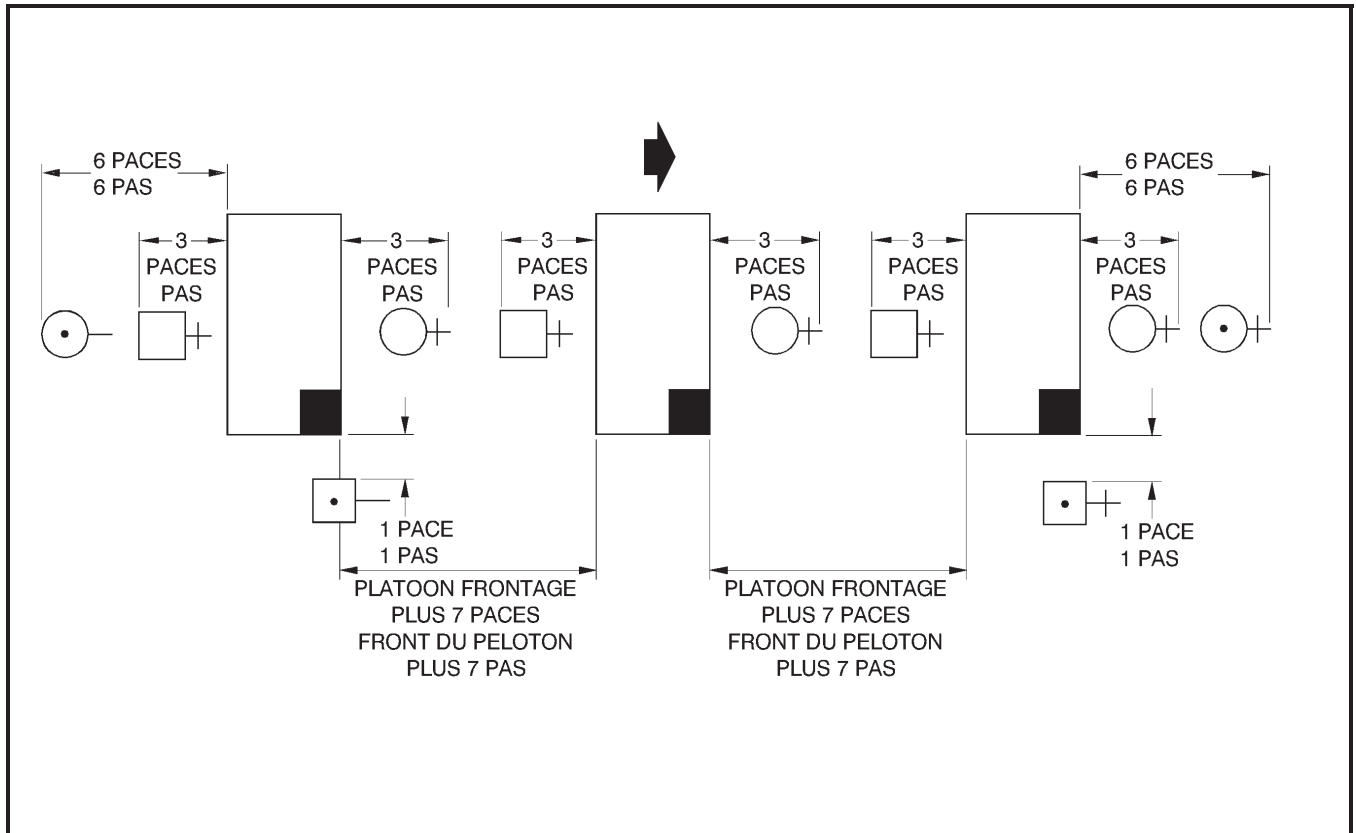 6 PACES
6 PAS
6 PACES
6 PAS
3
PACES
PAS
3
PACES
PAS
3
PACES
PAS
3
PACES
PAS
3
PACES
PAS
3
PACES
PAS
1 PACE
1 PAS
1 PACE
1 PAS
PLATOON FRONTAGE
PLUS 7 PACES
FRONT DU PELOTON
PLUS 7 PAS
PLATOON FRONTAGE
PLUS 7 PACES
FRONT DU PELOTON
PLUS 7 PAS